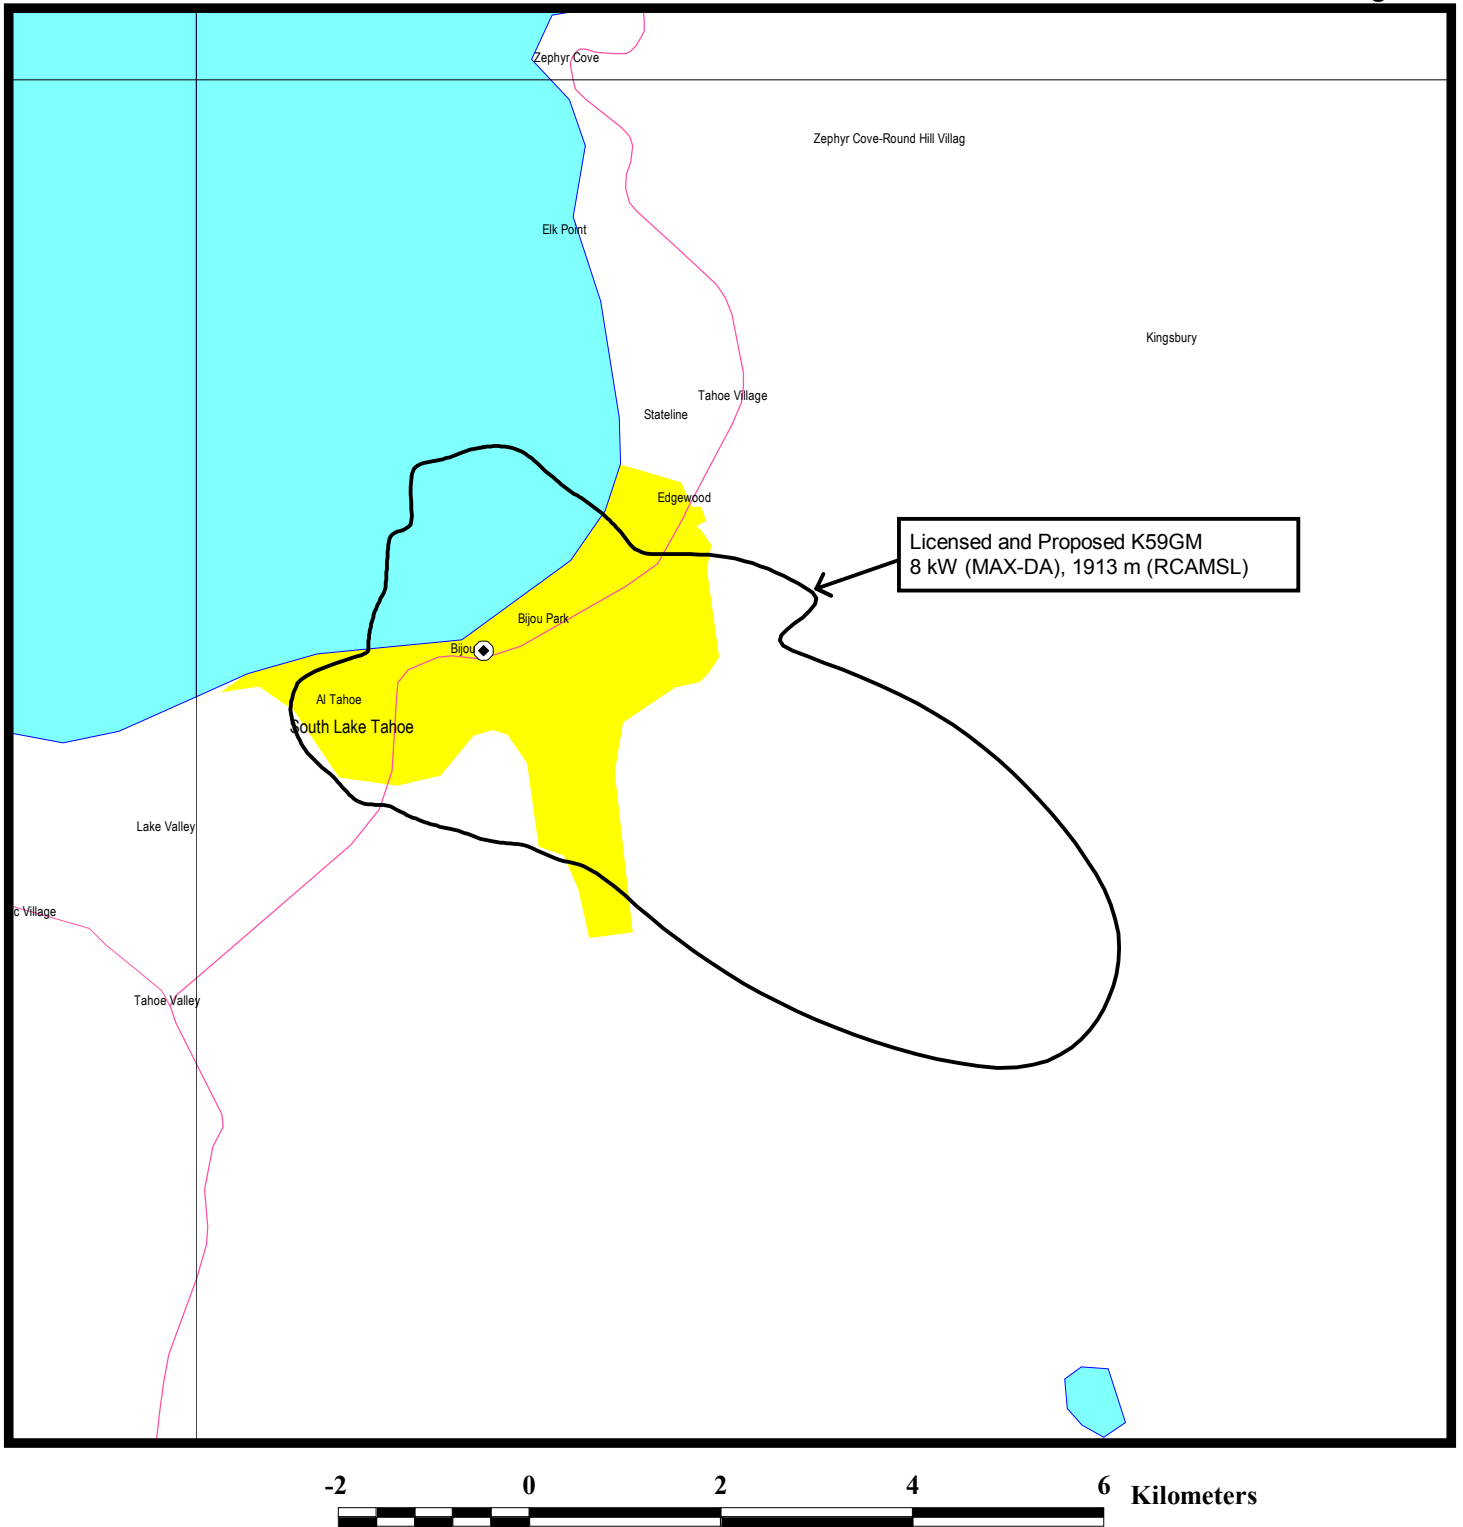 Zephyr Cove
Zephyr Cove-Round Hill Villag
Elk Point
Kingsbury
Tahoe Village
Stateline
Edgewood
Licensed and Proposed K59GM
8 kW (MAX-DA), 1913 m (RCAMSL)
Bijou Park
Bijou
Al Tahoe
South Lake Tahoe
Lake Valley
c Village
Tahoe Valley
-2 0 2 4 6 Kilometers